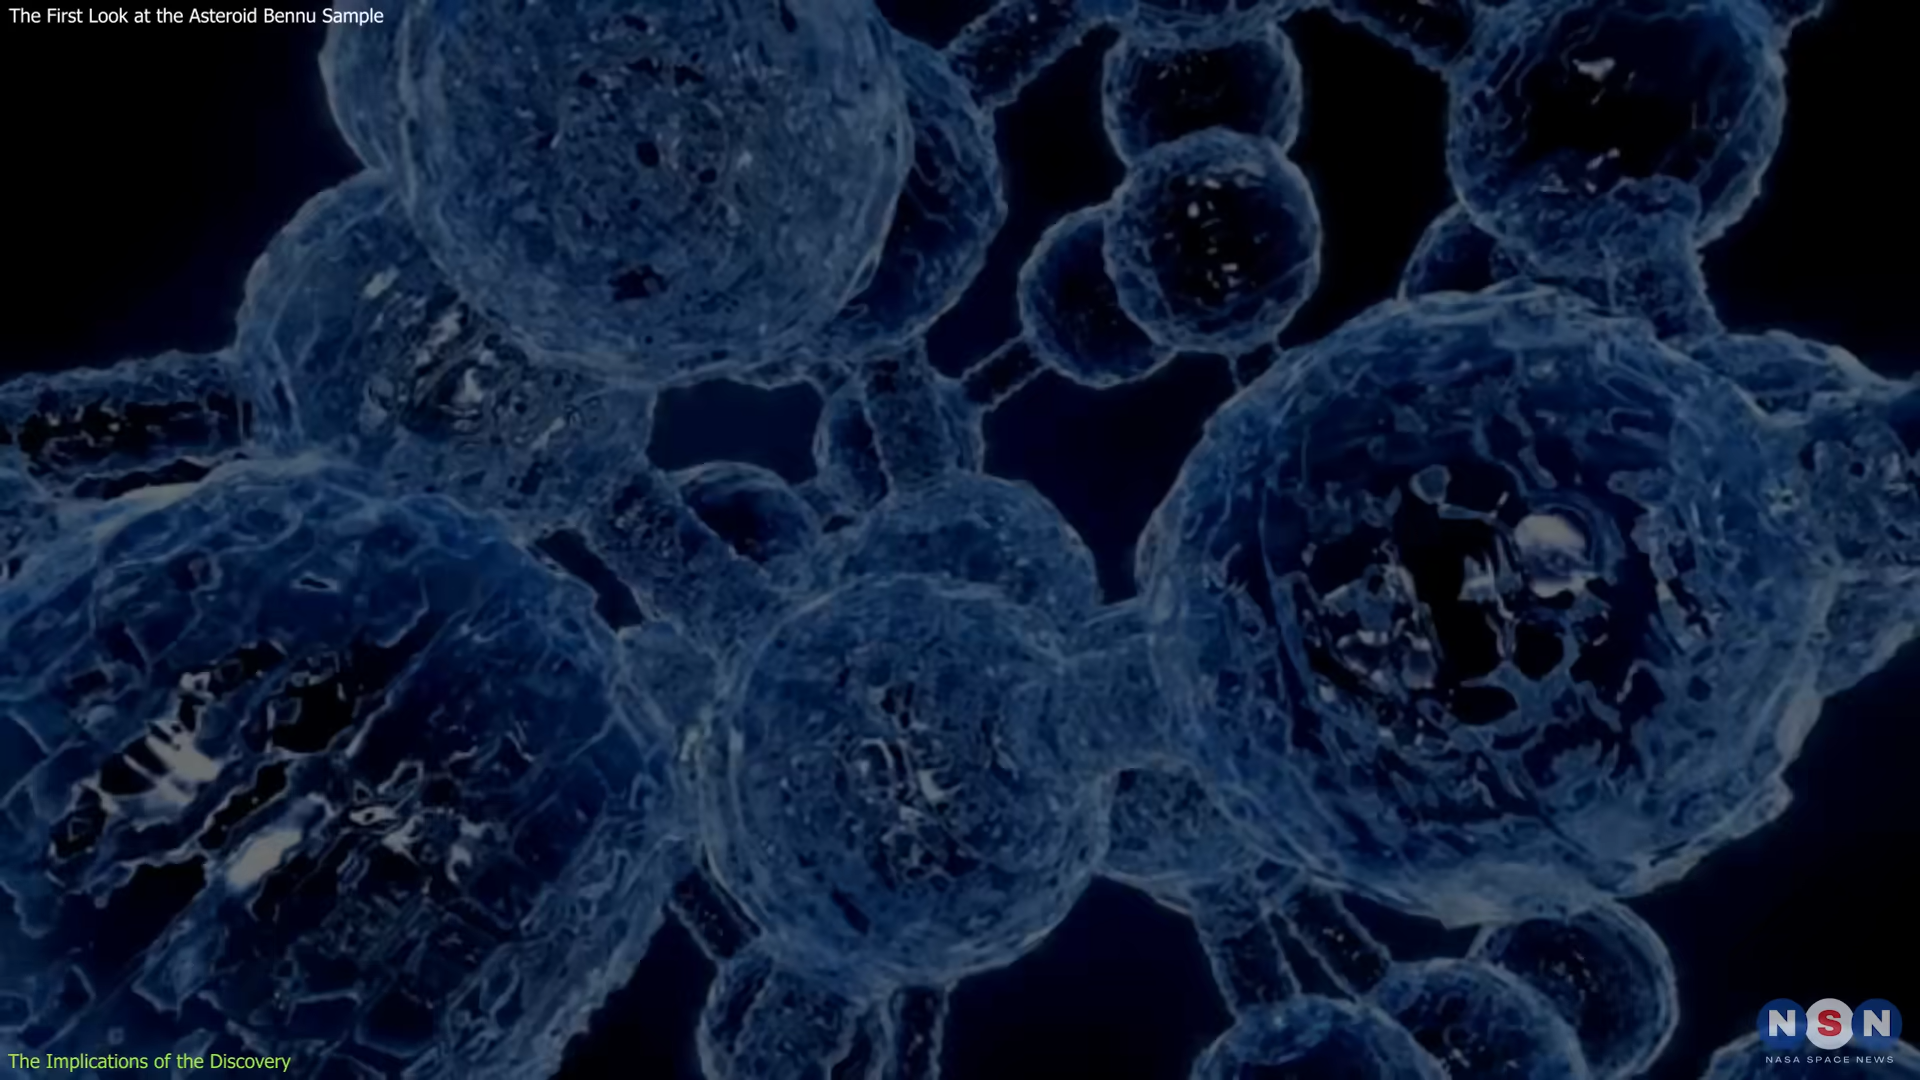 The First Look at the Asteroid Bennu Sample
NSN
NASA SPACE NEWS
The Implications of the Discovery